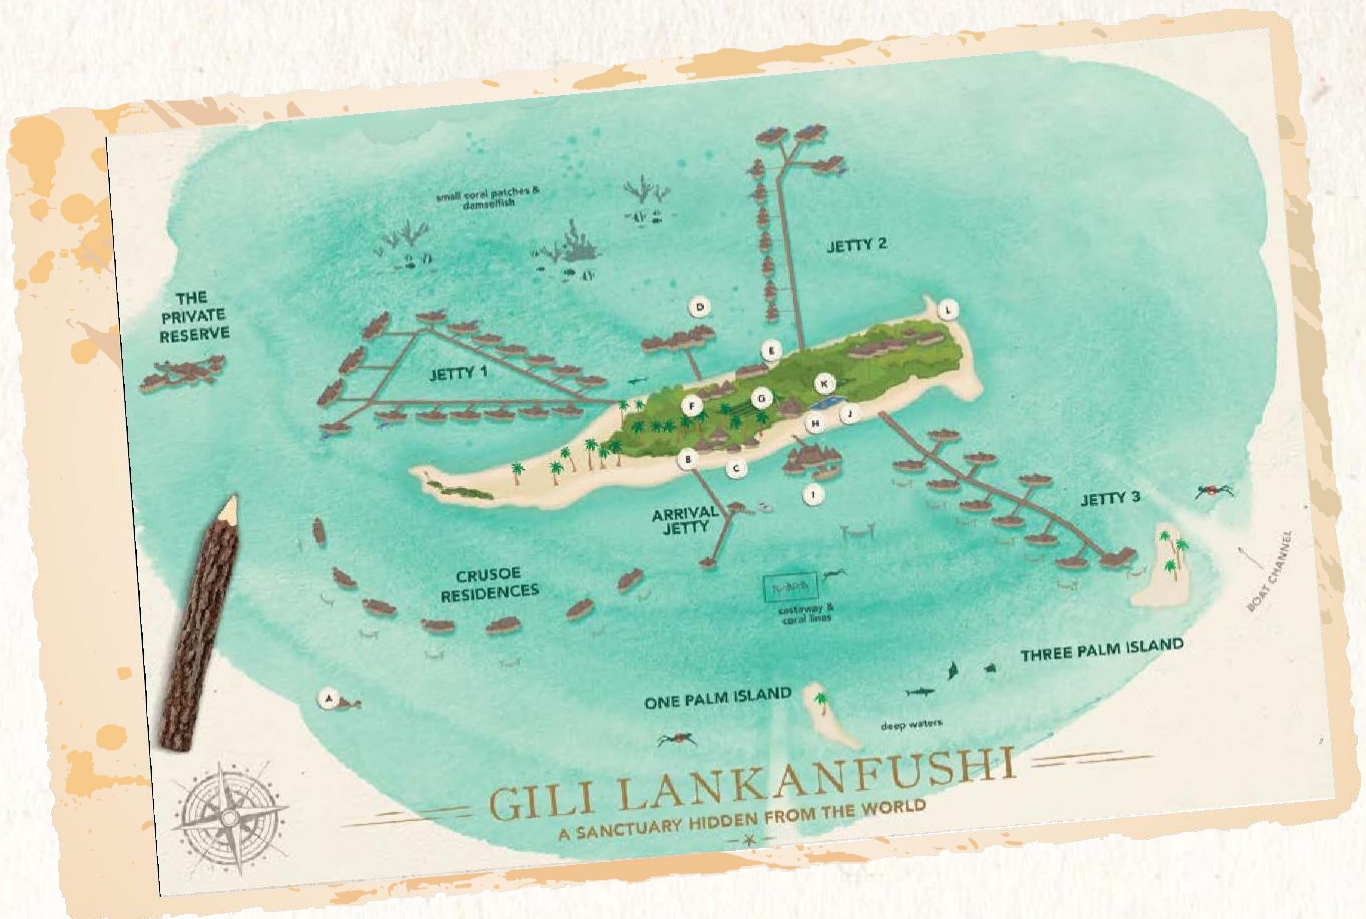 small coral patches &
damselfish
JETTY 2
THE
PRIVATE
RESERVE
D
L
E
JETTY 1
K
G
F
J
H
B
C
I
JETTY 3
ARRIVAL
JETTY
BOAT CHANNEL
CRUSOE
RESIDENCES
castaway &
coral lines
THREE PALM ISLAND
A
ONE PALM ISLAND
deep waters
GILI LANKANFUSHI
A SANCTUARY HIDDEN FROM THE WORLD